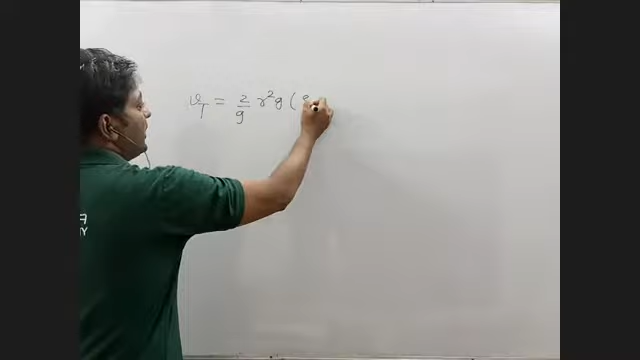 v_T = 2/9 r²g (